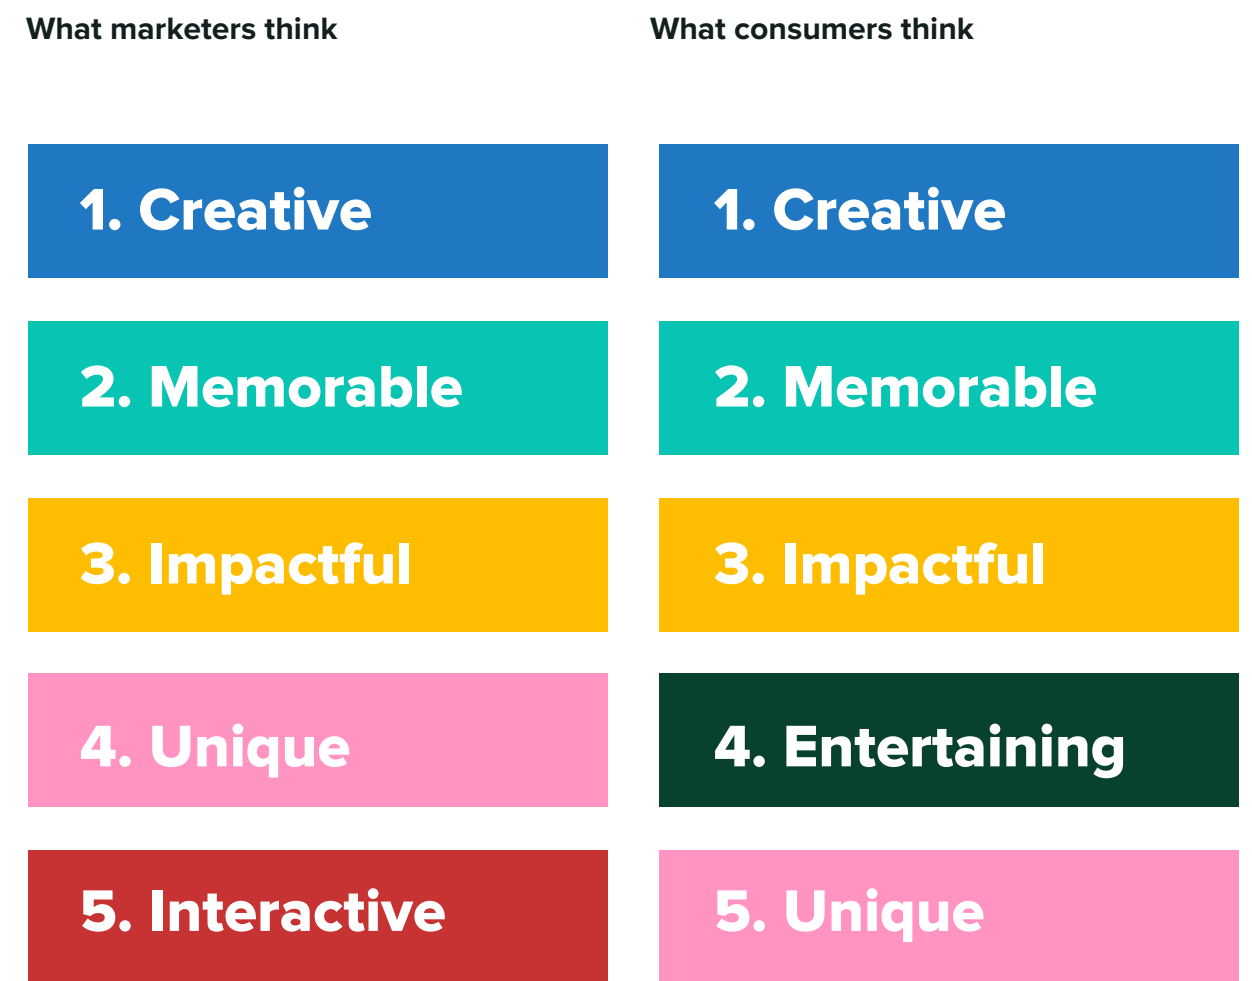 What marketers think
What consumers think
1. Creative
1. Creative
2. Memorable
2. Memorable
3. Impactful
3. Impactful
4. Unique
4. Entertaining
5. Interactive
5. Unique